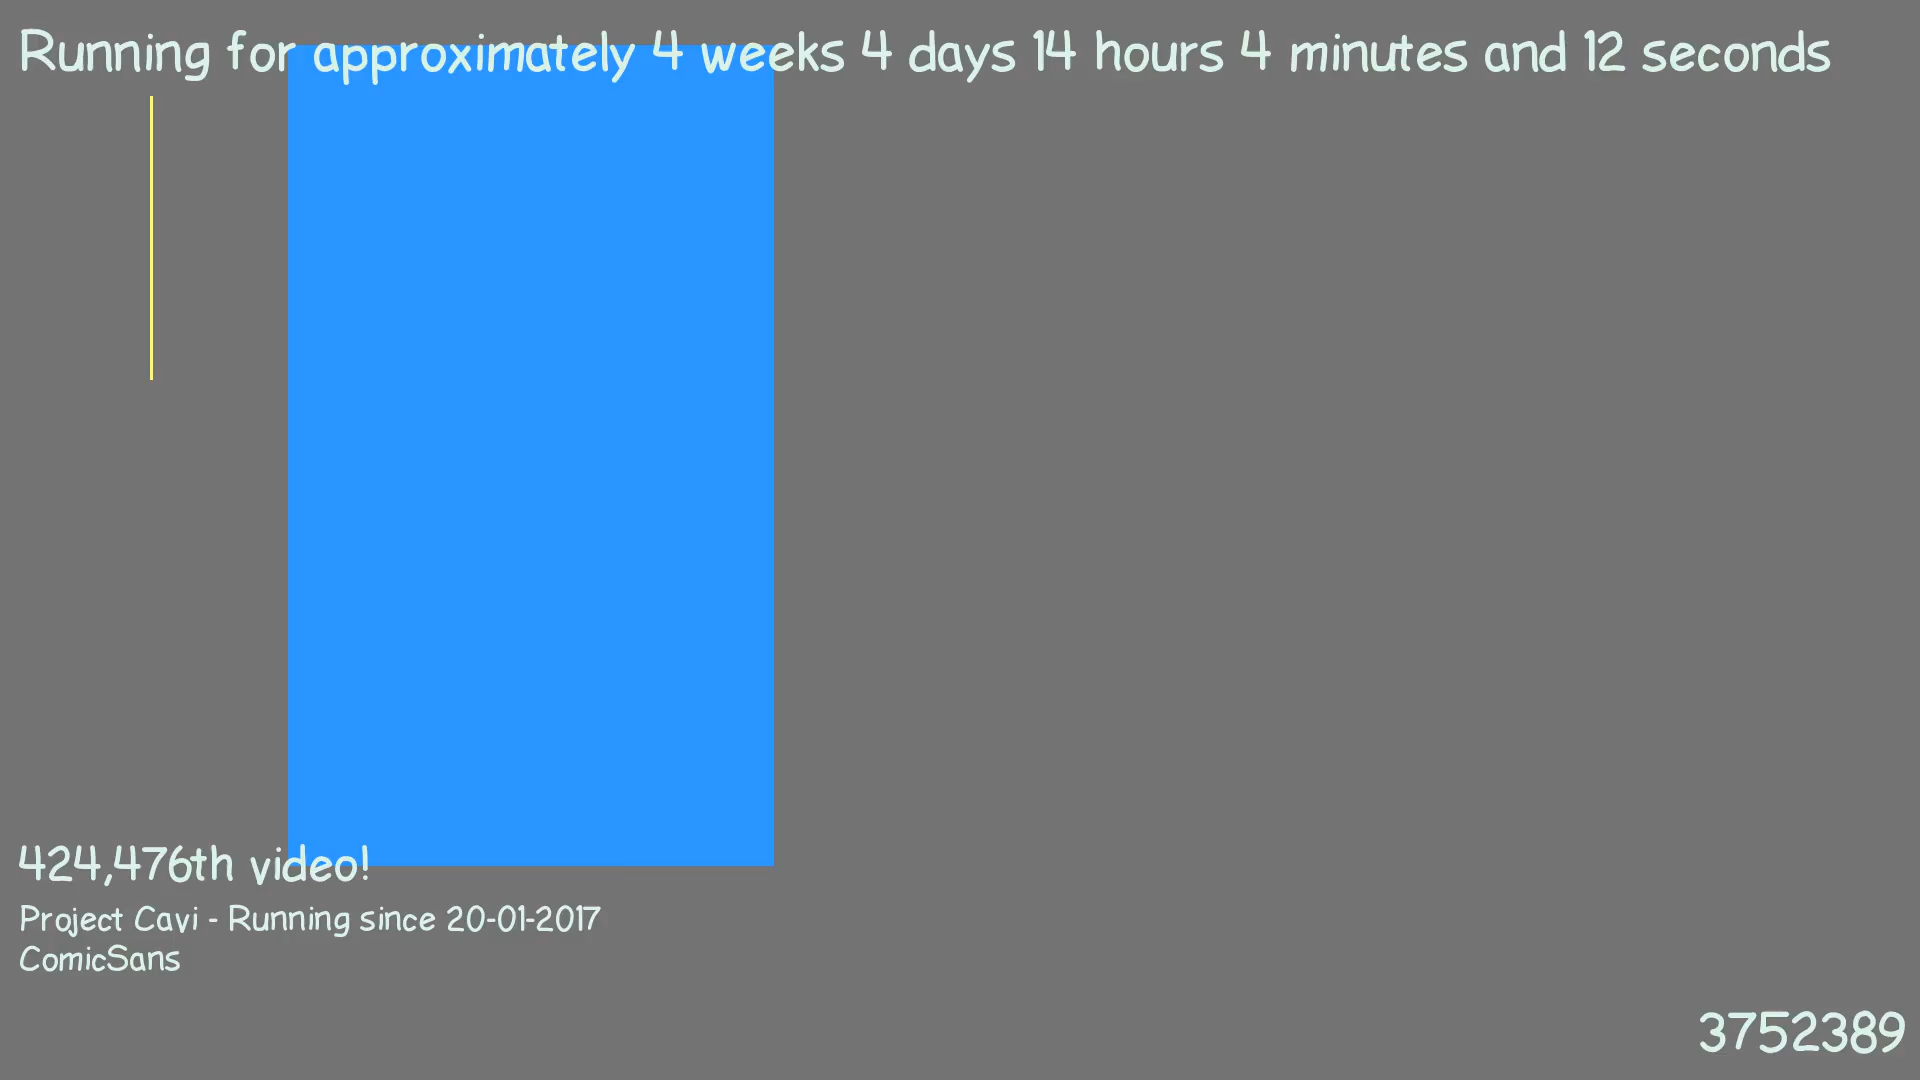 Running for approximately 4 weeks 4 days 14 hours 4 minutes and 12 seconds
424,476th video!
Project Cavi - Running since 20-01-2017
ComicSans
3752389